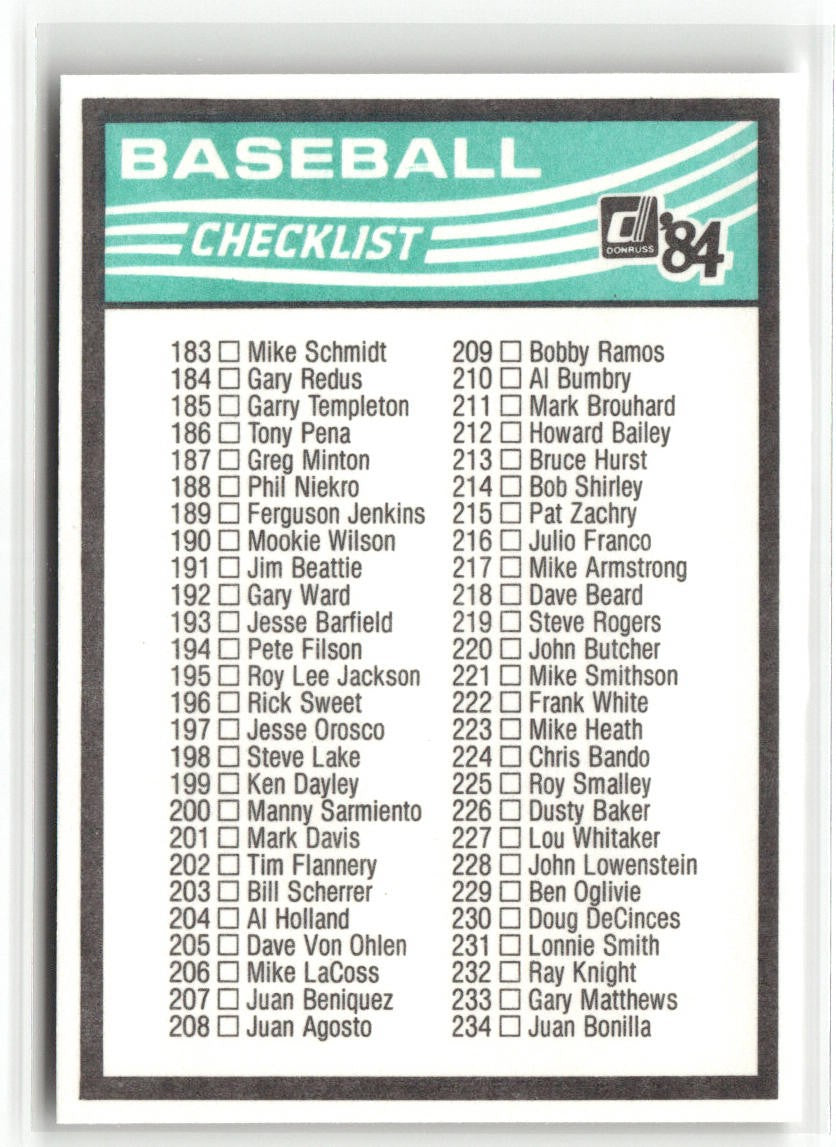 BASEBALL
CHECKLIST
DONRUSS '84
183 Mike Schmidt
184 Gary Redus
185 Garry Templeton
186 Tony Pena
187 Greg Minton
188 Phil Niekro
189 Ferguson Jenkins
190 Mookie Wilson
191 Jim Beattie
192 Gary Ward
193 Jesse Barfield
194 Pete Filson
195 Roy Lee Jackson
196 Rick Sweet
197 Jesse Orosco
198 Steve Lake
199 Ken Dayley
200 Manny Sarmiento
201 Mark Davis
202 Tim Flannery
203 Bill Scherrer
204 Al Holland
205 Dave Von Ohlen
206 Mike LaCoss
207 Juan Beniquez
208 Juan Agosto
209 Bobby Ramos
210 Al Bumbry
211 Mark Brouhard
212 Howard Bailey
213 Bruce Hurst
214 Bob Shirley
215 Pat Zachry
216 Julio Franco
217 Mike Armstrong
218 Dave Beard
219 Steve Rogers
220 John Butcher
221 Mike Smithson
222 Frank White
223 Mike Heath
224 Chris Bando
225 Roy Smalley
226 Dusty Baker
227 Lou Whitaker
228 John Lowenstein
229 Ben Oglivie
230 Doug DeCinces
231 Lonnie Smith
232 Ray Knight
233 Gary Matthews
234 Juan Bonilla